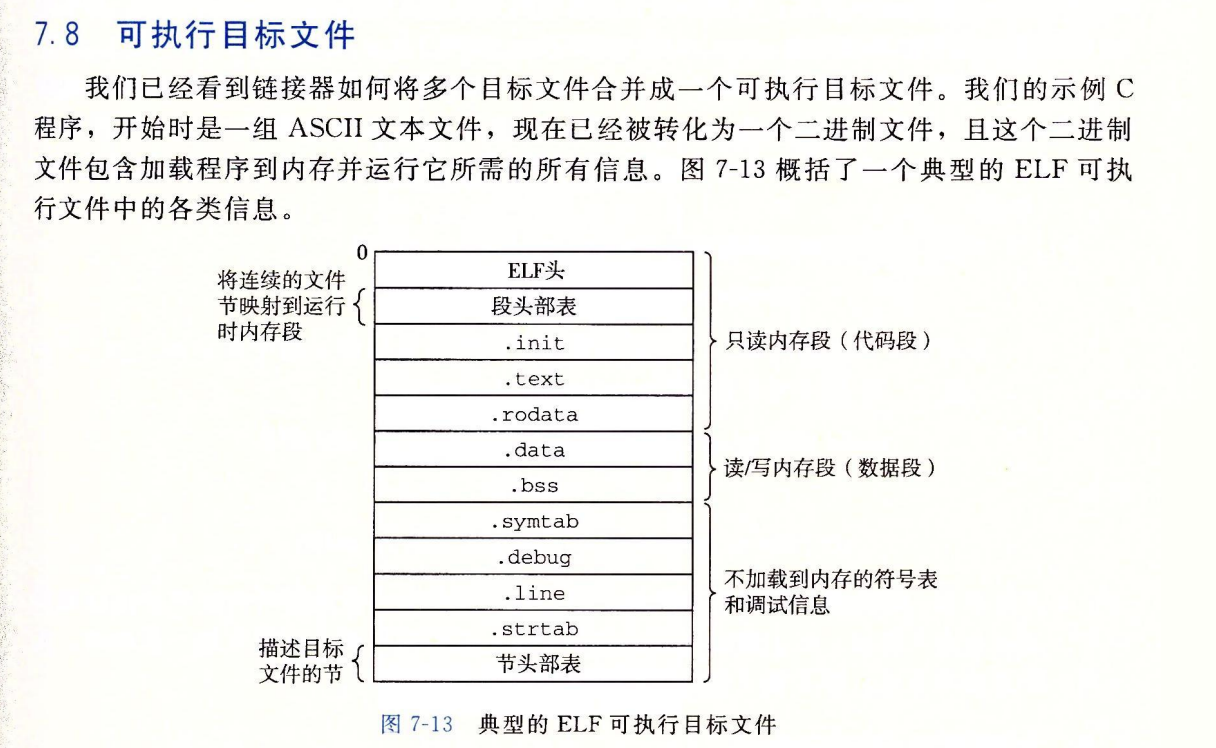 7.8 可执行目标文件
我们已经看到链接器如何将多个目标文件合并成一个可执行目标文件。我们的示例 C
程序，开始时是一组 ASCII 文本文件，现在已经被转化为一个二进制文件，且这个二进制
文件包含加载程序到内存并运行它所需的所有信息。图 7-13 概括了一个典型的 ELF 可执
行文件中的各类信息。
0
ELF头
将连续的文件
节映射到运行
时内存段
段头部表
.init
.text
.rodata
只读内存段（代码段）
.data
.bss
读/写内存段（数据段）
.symtab
.debug
.line
.strtab
不加载到内存的符号表
和调试信息
描述目标
文件的节
节头部表
图 7-13 典型的 ELF 可执行目标文件